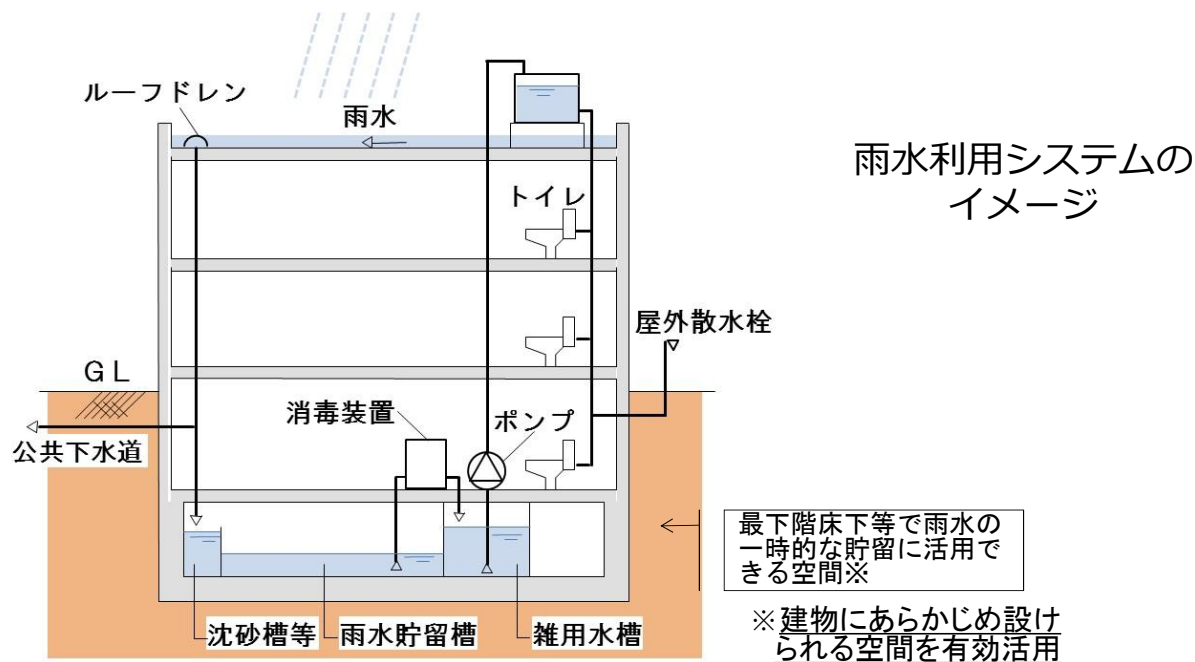 ルーフドレン
雨水
雨水利用システムの
イメージ
トイレ
屋外散水栓
GL
消毒装置
ポンプ
公共下水道
最下階床下等で雨水の
一時的な貯留に活用で
きる空間※
沈砂槽等
雨水貯留槽
雑用水槽
※建物にあらかじめ設け
られる空間を有効活用